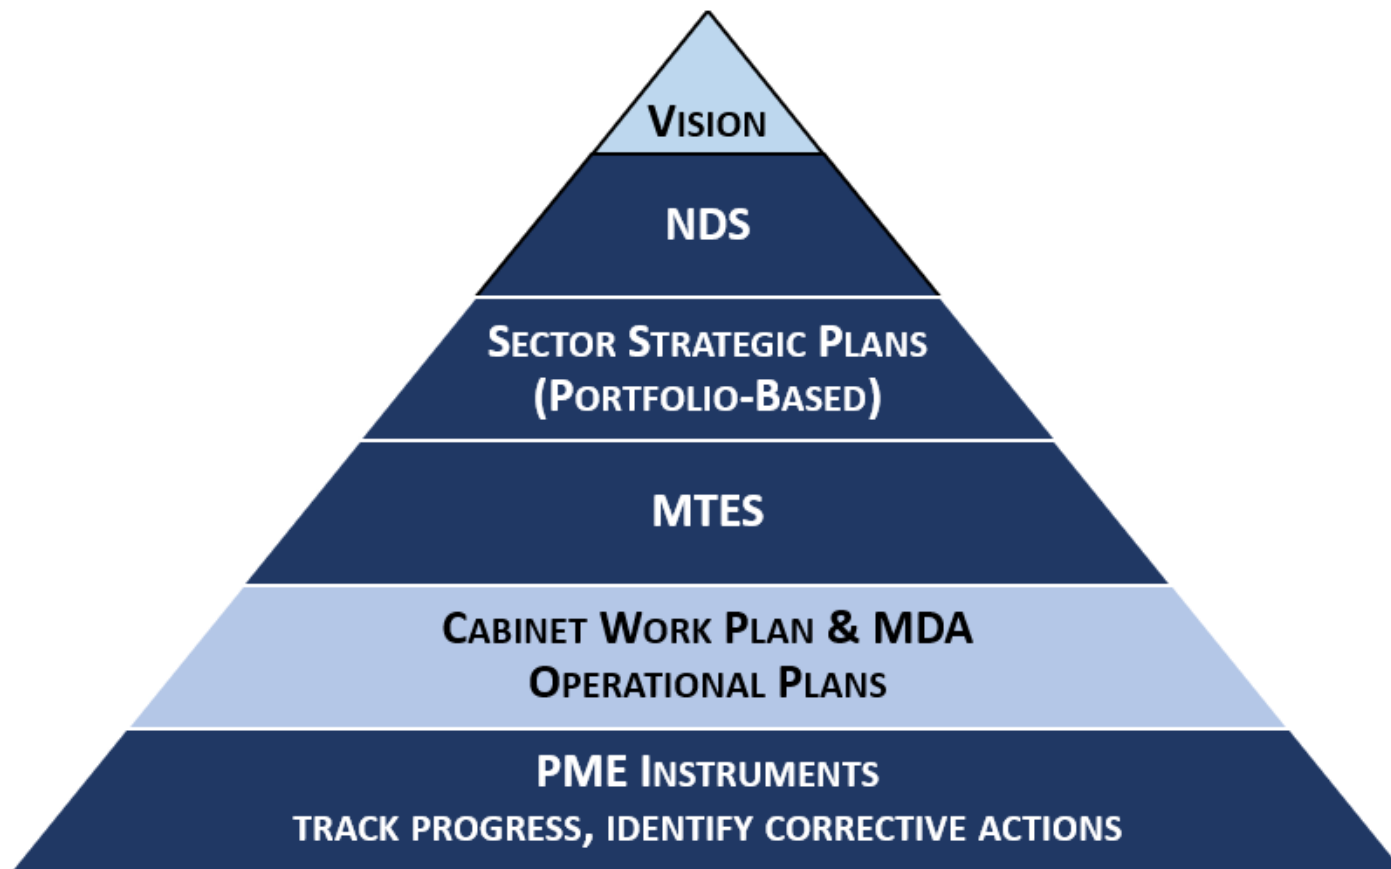 VISION
NDS
SECTOR STRATEGIC PLANS
(PORTFOLIO-BASED)
MTES
CABINET WORK PLAN & MDA
OPERATIONAL PLANS
PME INSTRUMENTS
TRACK PROGRESS, IDENTIFY CORRECTIVE ACTIONS